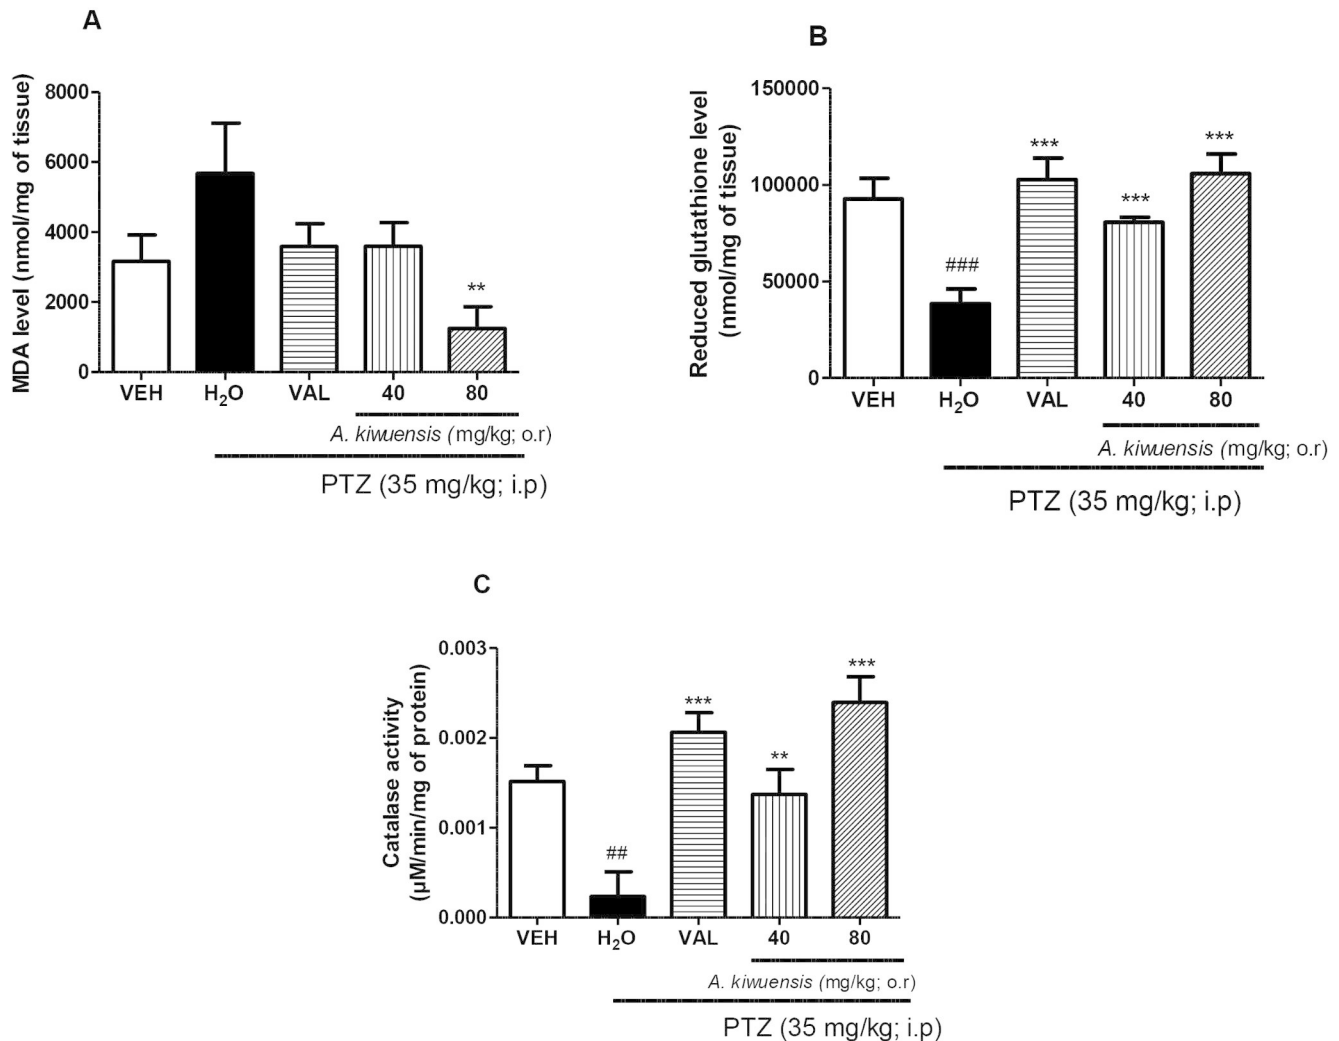 A
MDA level (nmol/mg of tissue)
8000
6000
4000
2000
0
**
VEH H₂O VAL 40 80
A. kiwuensis (mg/kg; o.r)
PTZ (35 mg/kg; i.p)
B
Reduced glutathione level
(nmol/mg of tissue)
150000
100000
50000
0
###
***
***
***
VEH H₂O VAL 40 80
A. kiwuensis (mg/kg; o.r)
PTZ (35 mg/kg; i.p)
C
Catalase activity
(µM/min/mg of protein)
0.003
0.002
0.001
0.000
##
***
**
***
VEH H₂O VAL 40 80
A. kiwuensis (mg/kg; o.r)
PTZ (35 mg/kg; i.p)